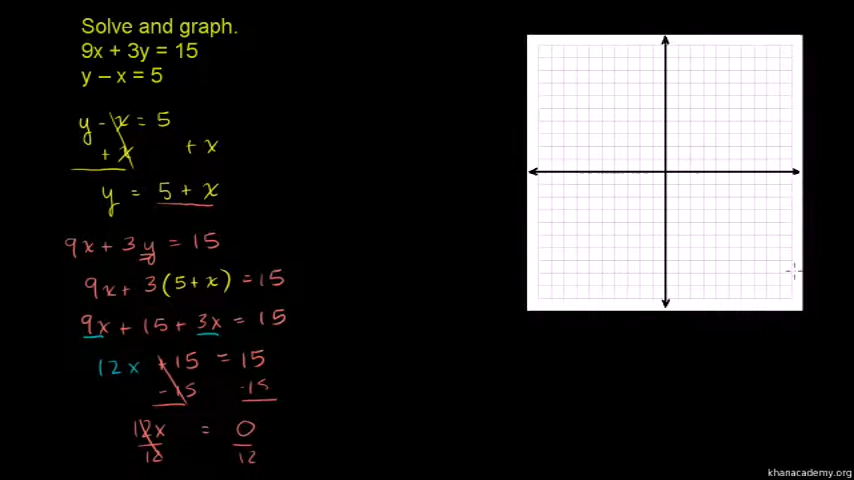 Solve and graph.
9x + 3y = 15
y – x = 5
y - x = 5
+ x + x
y = 5 + x
9x + 3y = 15
9x + 3(5+x) = 15
9x + 15 + 3x = 15
12x +15 = 15
-15 -15
12x = 0
12 12
khanacademy.org